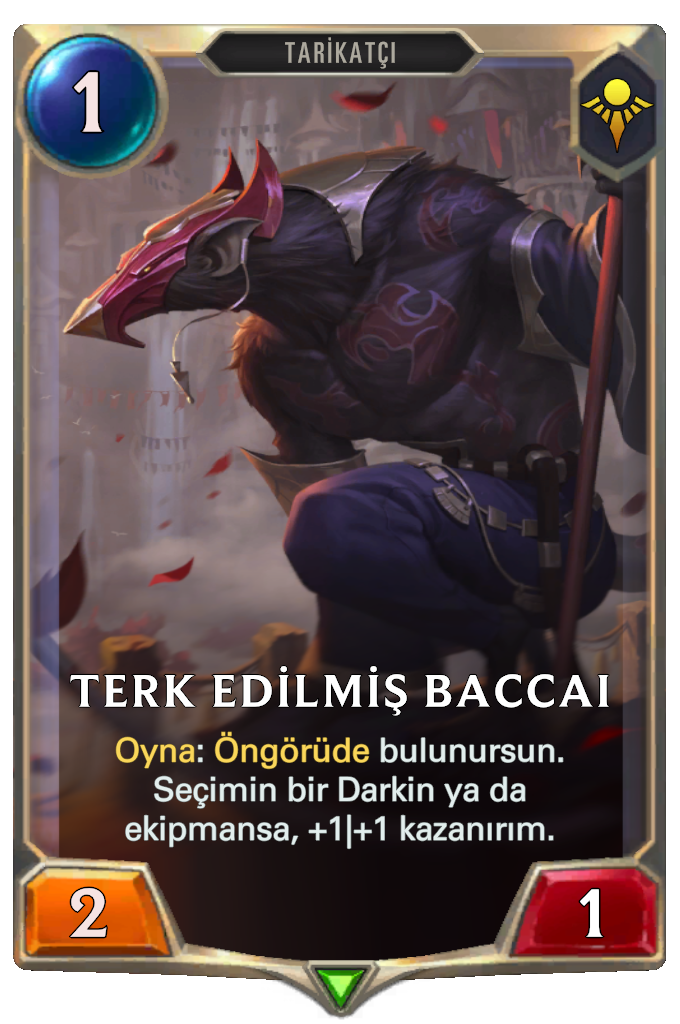 TARİKATÇI
1
TERK EDİLMİŞ BACCAI
Oyna: Öngörüde bulunursun.
Seçimin bir Darkin ya da
ekipmansa, +1|+1 kazanırım.
2
1